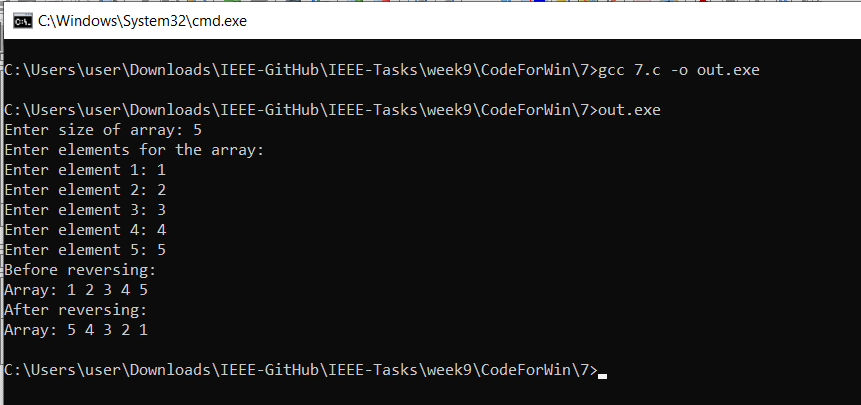 C:\Windows\System32\cmd.exe
C:\Users\user\Downloads\IEEE-GitHub\IEEE-Tasks\week9\CodeForWin\7>gcc 7.c -o out.exe
C:\Users\user\Downloads\IEEE-GitHub\IEEE-Tasks\week9\CodeForWin\7>out.exe
Enter size of array: 5
Enter elements for the array:
Enter element 1: 1
Enter element 2: 2
Enter element 3: 3
Enter element 4: 4
Enter element 5: 5
Before reversing:
Array: 1 2 3 4 5
After reversing:
Array: 5 4 3 2 1
C:\Users\user\Downloads\IEEE-GitHub\IEEE-Tasks\week9\CodeForWin\7>